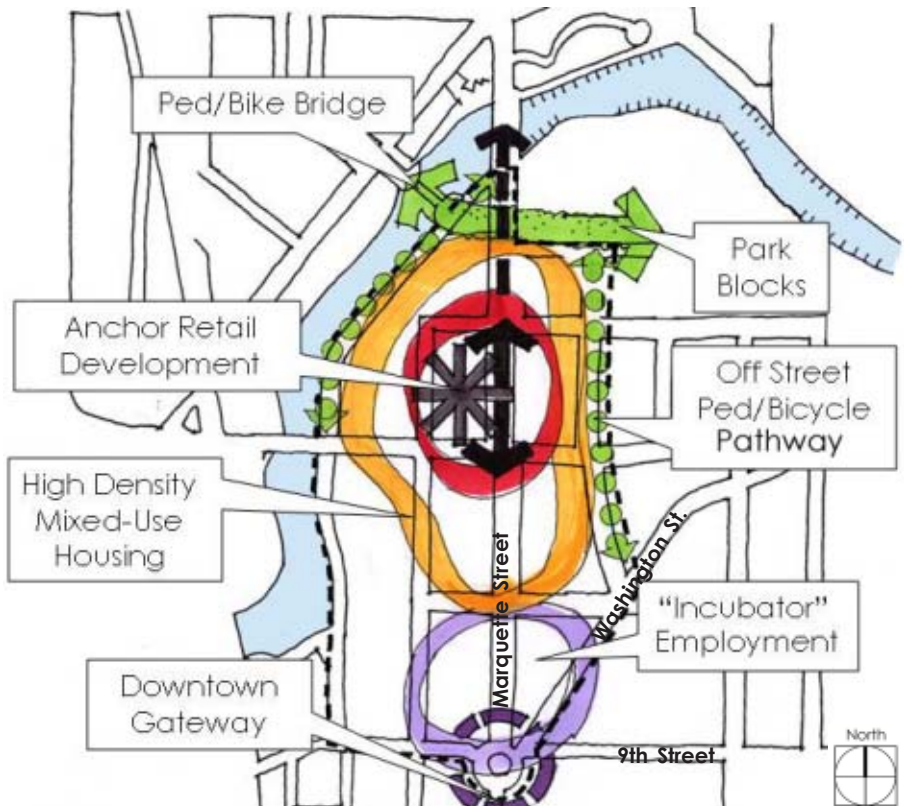 Ped/Bike Bridge
Park
Blocks
Anchor Retail
Development
Off Street
Ped/Bicycle
Pathway
High Density
Mixed-Use
Housing
Marquette Street
Washington St.
"Incubator"
Employment
Downtown
Gateway
9th Street
North